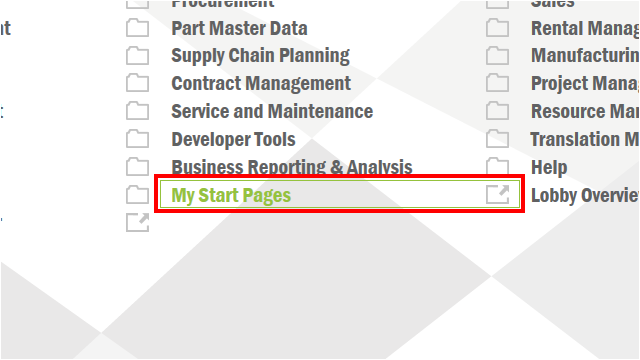 Procurement
Part Master Data
Supply Chain Planning
Contract Management
Service and Maintenance
Developer Tools
Business Reporting & Analysis
My Start Pages
Sales
Rental Manag
Manufacturin
Project Manag
Resource Man
Translation M
Help
Lobby Overvie